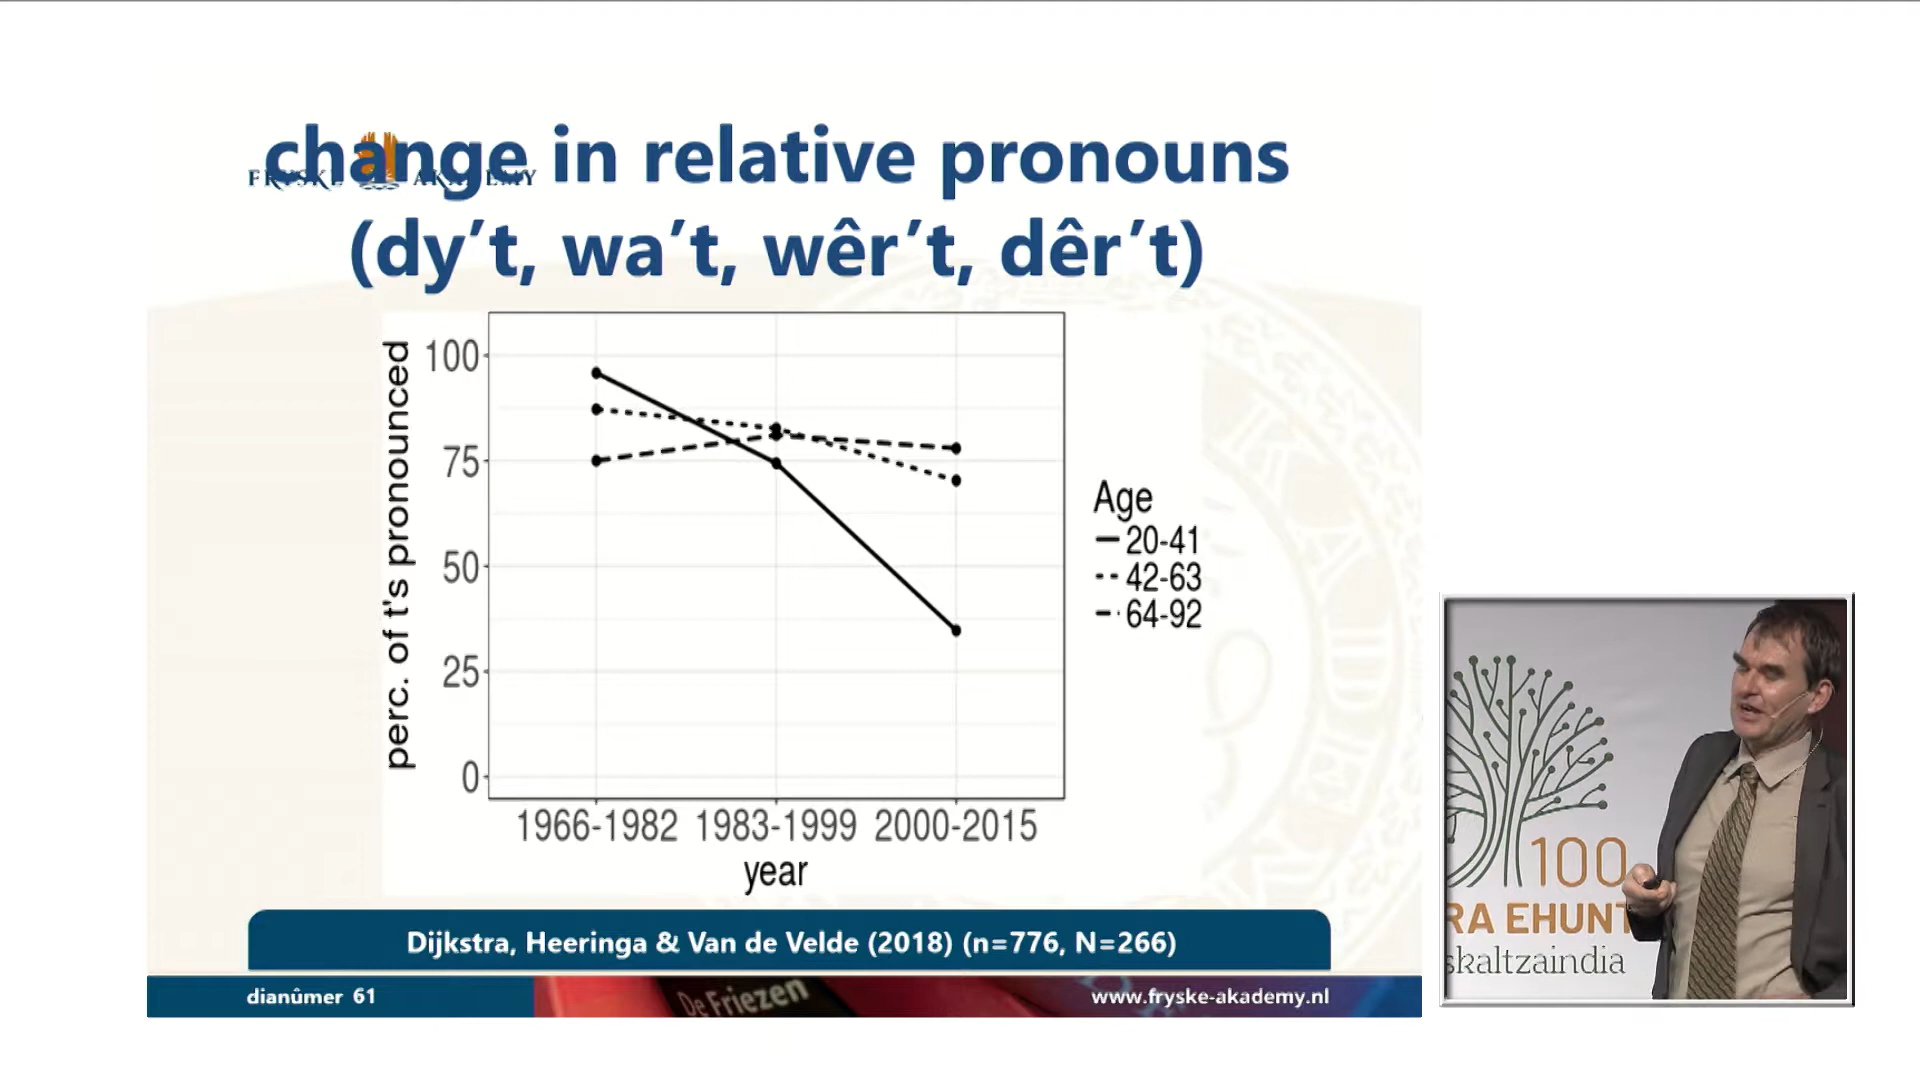 FRYSKE AKADEMY
change in relative pronouns
(dy´t, wa´t, wêr´t, dêr´t)
perc. of t's pronounced
100
75
50
25
0
1966-1982 1983-1999 2000-2015
year
Age
20-41
42-63
64-92
Dijkstra, Heeringa & Van de Velde (2018) (n=776, N=266)
dianûmer 61
De Friezen
www.fryske-akademy.nl
100
RA EHUNT
skaltzaindia